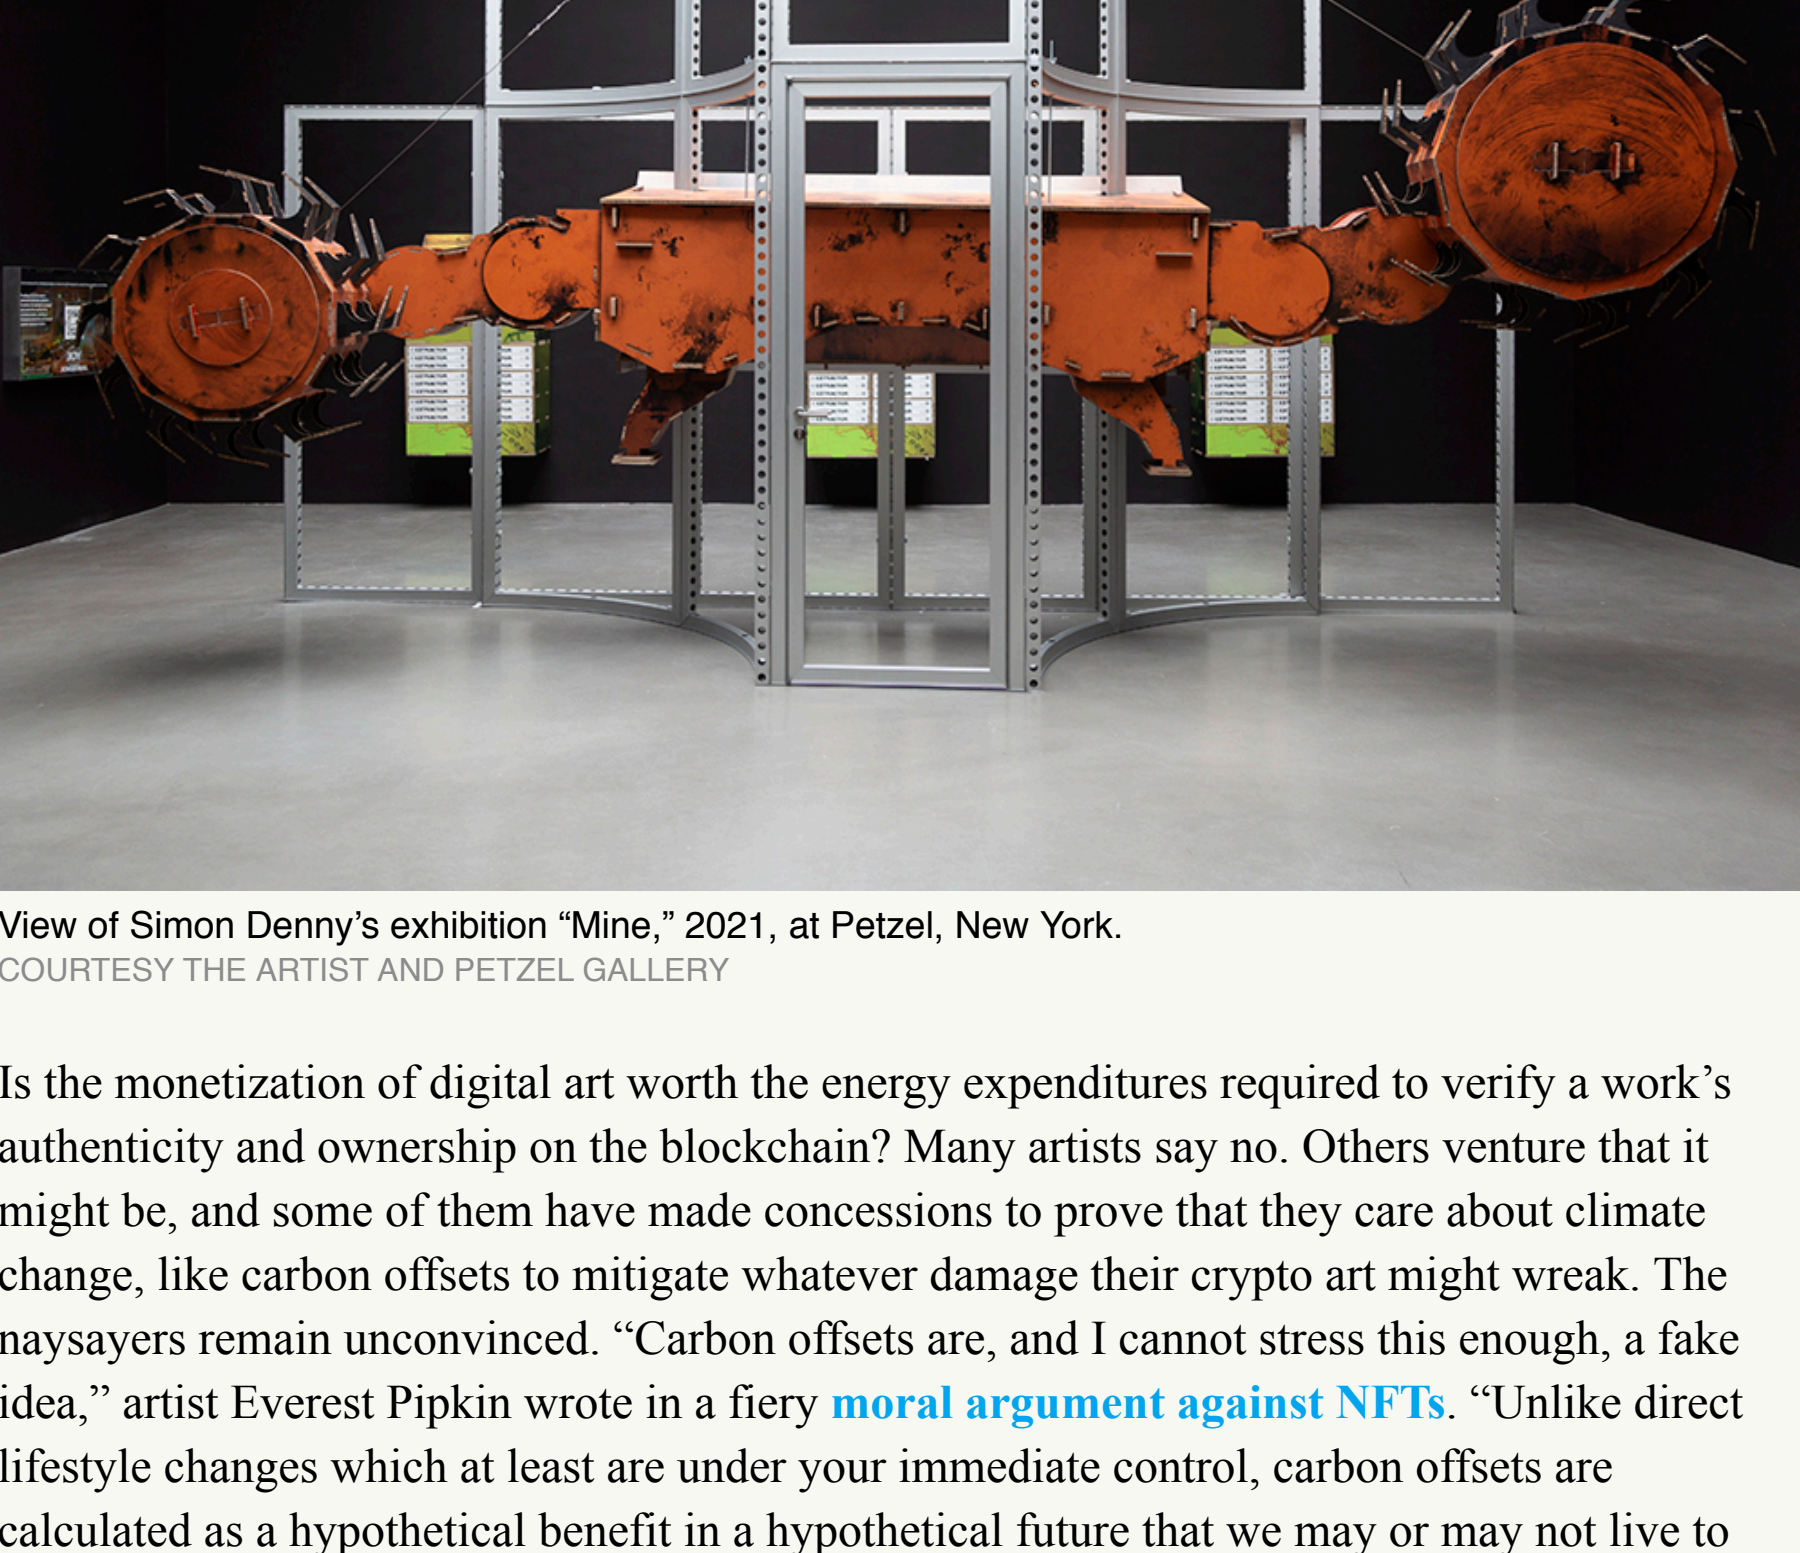 View of Simon Denny’s exhibition “Mine,” 2021, at Petzel, New York.
COURTESY THE ARTIST AND PETZEL GALLERY
Is the monetization of digital art worth the energy expenditures required to verify a work’s
authenticity and ownership on the blockchain? Many artists say no. Others venture that it
might be, and some of them have made concessions to prove that they care about climate
change, like carbon offsets to mitigate whatever damage their crypto art might wreak. The
naysayers remain unconvinced. “Carbon offsets are, and I cannot stress this enough, a fake
idea,” artist Everest Pipkin wrote in a fiery moral argument against NFTs. “Unlike direct
lifestyle changes which at least are under your immediate control, carbon offsets are
calculated as a hypothetical benefit in a hypothetical future that we may or may not live to